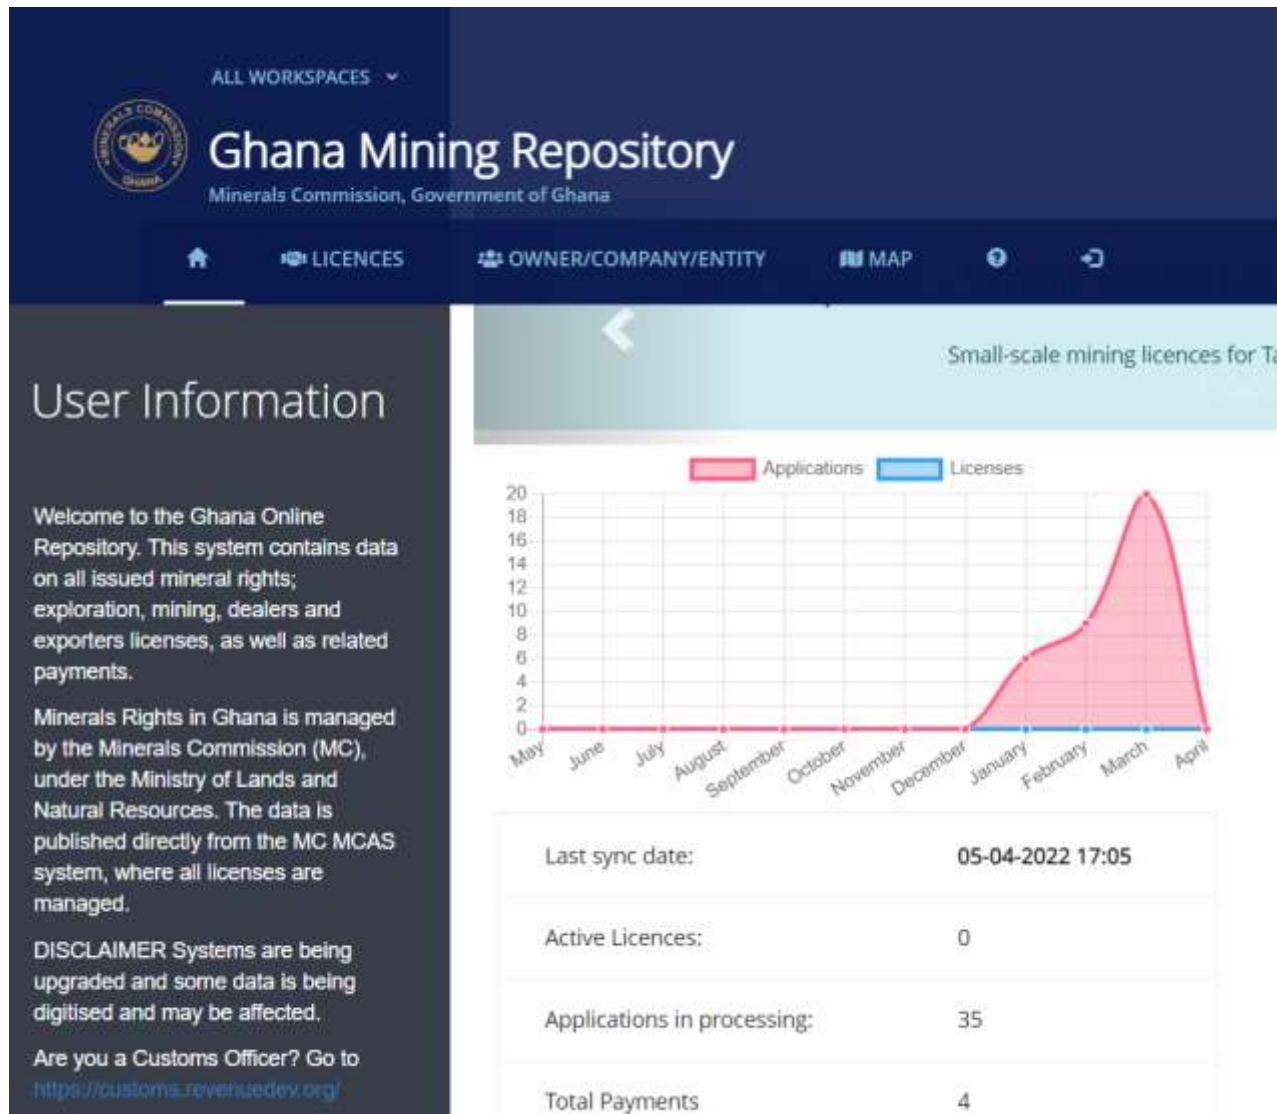 ALL WORKSPACES
MINERALS COMMISSION
GHANA
Ghana Mining Repository
Minerals Commission, Government of Ghana
LICENCES
OWNER/COMPANY/ENTITY
MAP
User Information
Welcome to the Ghana Online
Repository. This system contains data
on all issued mineral rights;
exploration, mining, dealers and
exporters licenses, as well as related
payments.
Minerals Rights in Ghana is managed
by the Minerals Commission (MC),
under the Ministry of Lands and
Natural Resources. The data is
published directly from the MC MCAS
system, where all licenses are
managed.
DISCLAIMER Systems are being
upgraded and some data is being
digitised and may be affected.
Are you a Customs Officer? Go to
https://customs.revenuedev.org/
Small-scale mining licences for Ta
Applications Licenses
20
18
16
14
12
10
8
6
4
2
0
May June July August September October November December January February March April
Last sync date: 05-04-2022 17:05
Active Licences: 0
Applications in processing: 35
Total Payments 4